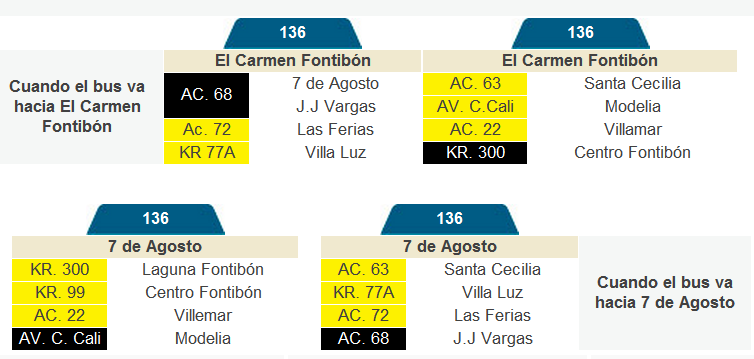 136
El Carmen Fontibón
Cuando el bus va
hacia El Carmen
Fontibón
AC. 68
7 de Agosto
J.J Vargas
Ac. 72 Las Ferias
KR 77A Villa Luz
136
El Carmen Fontibón
AC. 63 Santa Cecilia
AV. C.Cali Modelia
AC. 22 Villamar
KR. 300 Centro Fontibón
136
7 de Agosto
KR. 300 Laguna Fontibón
KR. 99 Centro Fontibón
AC. 22 Villemar
AV. C. Cali Modelia
136
7 de Agosto
AC. 63 Santa Cecilia
KR. 77A Villa Luz
AC. 72 Las Ferias
AC. 68 J.J Vargas
Cuando el bus va
hacia 7 de Agosto